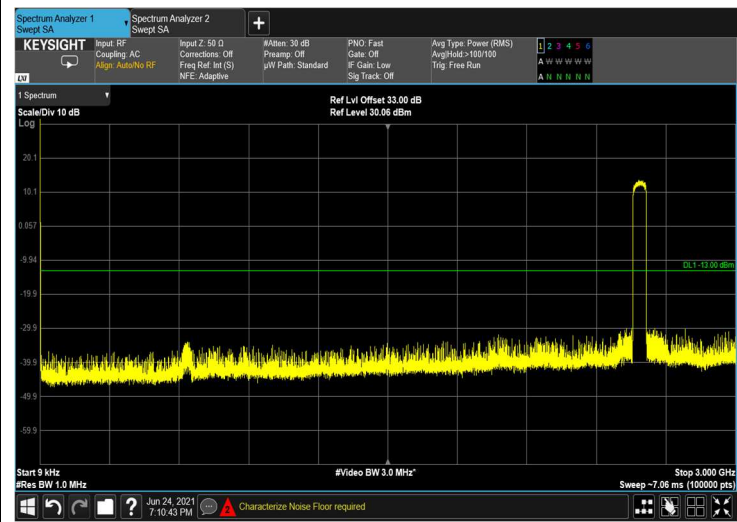 Spectrum Analyzer 1
Swept SA
Spectrum Analyzer 2
Swept SA
+
KEYSIGHT
LXI
Input: RF
Coupling: AC
Align: Auto/No RF
Input Z: 50 Ω
Corrections: Off
Freq Ref: Int (S)
NFE: Adaptive
#Atten: 30 dB
Preamp: Off
µW Path: Standard
PNO: Fast
Gate: Off
IF Gain: Low
Sig Track: Off
Avg Type: Power (RMS)
Avg|Hold:>100/100
Trig: Free Run
1 2 3 4 5 6
A W W W W W
A N N N N N
1 Spectrum
Scale/Div 10 dB
Ref Lvl Offset 33.00 dB
Ref Level 30.06 dBm
Log
20.1
10.1
0.057
-9.94
DL1 -13.00 dBm
-19.9
-29.9
-39.9
-49.9
-59.9
Start 9 kHz
#Video BW 3.0 MHz*
Stop 3.000 GHz
#Res BW 1.0 MHz
Sweep ~7.06 ms (100000 pts)
?
Jun 24, 2021
7:10:43 PM
2
Characterize Noise Floor required